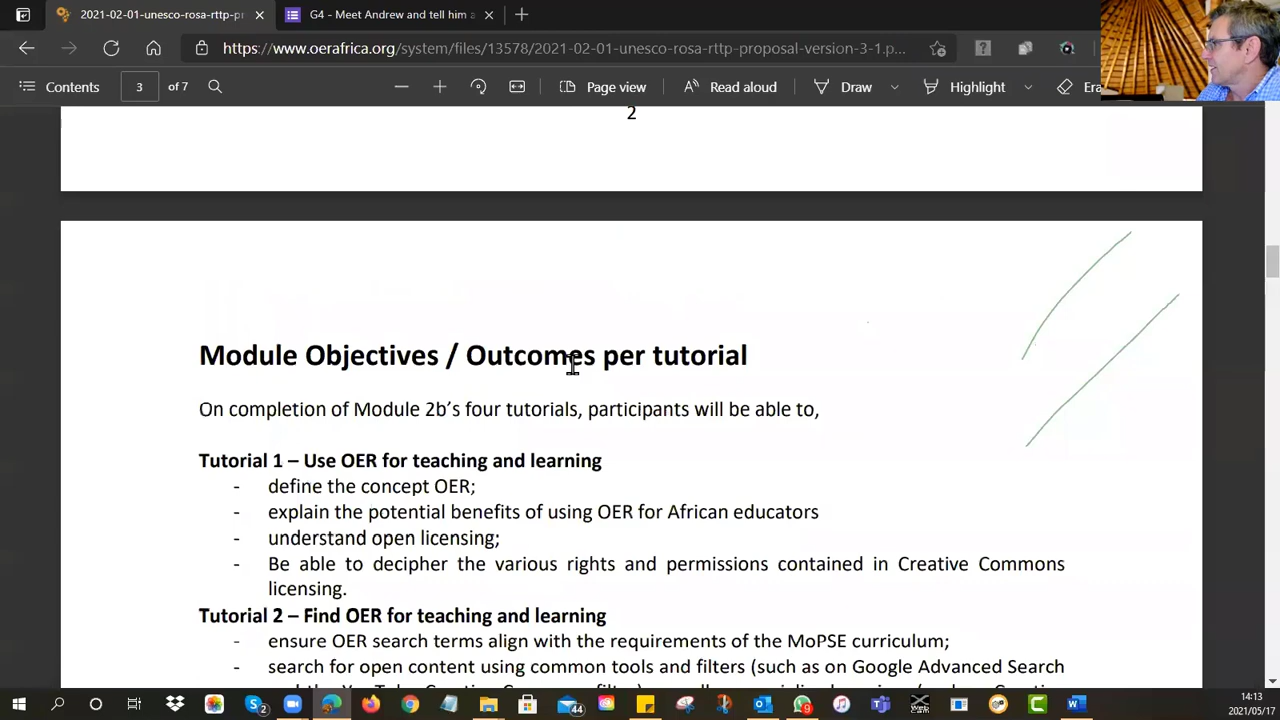 2021-02-01-unesco-rosa-rttp-pr
G4 - Meet Andrew and tell him a
https://www.oerafrica.org/system/files/13578/2021-02-01-unesco-rosa-rttp-proposal-version-3-1.p...
Contents
3
of 7
Page view
Read aloud
Draw
Highlight
Era
2
Module Objectives / Outcomes per tutorial
On completion of Module 2b's four tutorials, participants will be able to,
Tutorial 1 – Use OER for teaching and learning
- define the concept OER;
- explain the potential benefits of using OER for African educators
- understand open licensing;
- Be able to decipher the various rights and permissions contained in Creative Commons
licensing.
Tutorial 2 – Find OER for teaching and learning
- ensure OER search terms align with the requirements of the MoPSE curriculum;
- search for open content using common tools and filters (such as on Google Advanced Search
2
44
9
14:13
2021/05/17